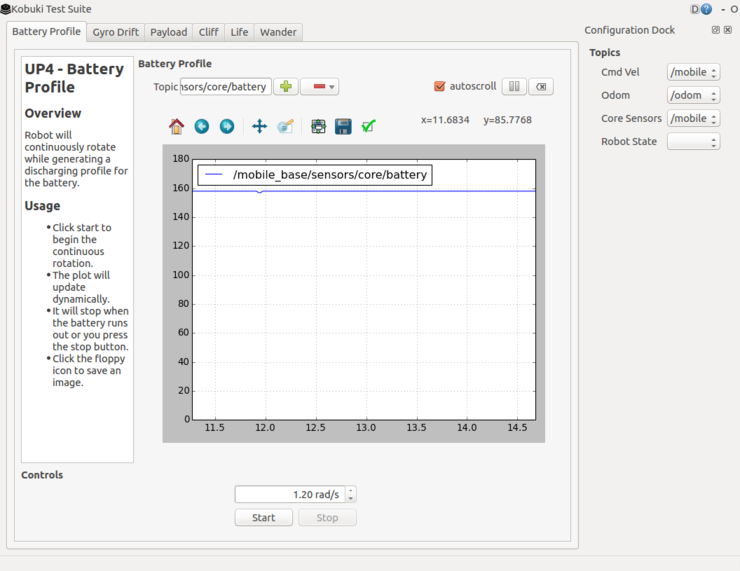 Kobuki Test Suite
D ? - O
Battery Profile Gyro Drift Payload Cliff Life Wander
UP4 - Battery
Profile
Overview
Robot will
continuously rotate
while generating a
discharging profile for
the battery.
Usage
• Click start to
begin the
continuous
rotation.
• The plot will
update
dynamically.
• It will stop when
the battery runs
out or you press
the stop button.
• Click the floppy
icon to save an
image.
Battery Profile
Topic nsors/core/battery autoscroll
x=11.6834 y=85.7768
/mobile_base/sensors/core/battery
180
160
140
120
100
80
60
40
20
0
11.5 12.0 12.5 13.0 13.5 14.0 14.5
Controls
1.20 rad/s
Start Stop
Configuration Dock
Topics
Cmd Vel /mobile
Odom /odom
Core Sensors /mobile
Robot State